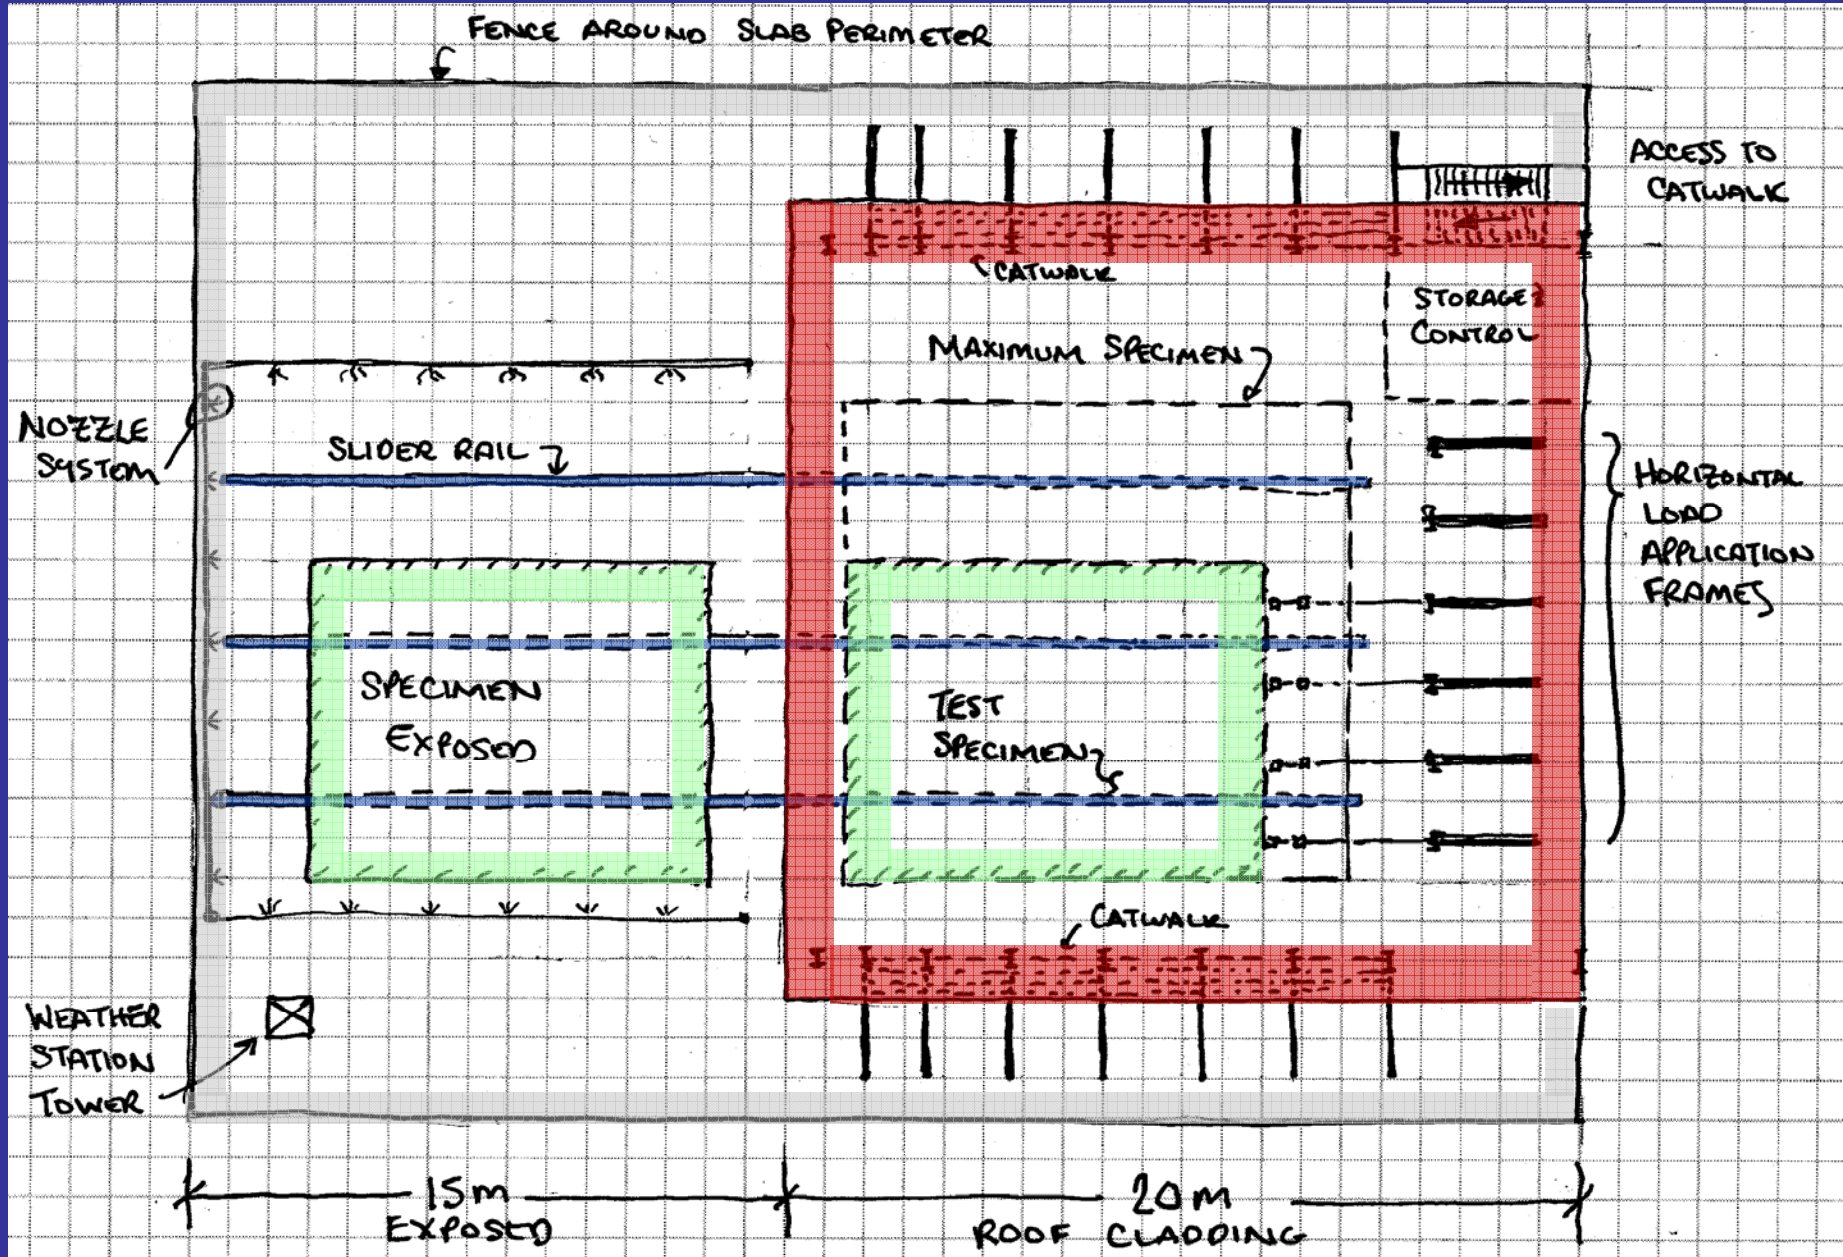 FENCE AROUND SLAB PERIMETER
ACCESS TO
CATWALK
CATWALK
STORAGE
CONTROL
MAXIMUM SPECIMEN
NOZZLE
SYSTEM
SLIDER RAIL
HORIZONTAL
LOAD
APPLICATION
FRAMES
SPECIMEN
EXPOSED
TEST
SPECIMEN
CATWALK
WEATHER
STATION
TOWER
15m
EXPOSED
20m
ROOF CLADDING